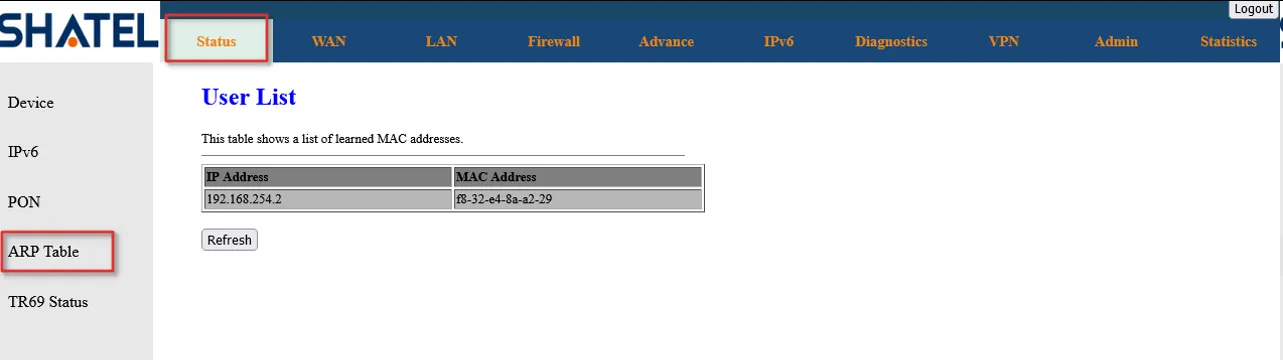 Logout
SHATEL
Status WAN LAN Firewall Advance IPv6 Diagnostics VPN Admin Statistics
Device
IPv6
PON
ARP Table
TR69 Status
User List
This table shows a list of learned MAC addresses.
IP Address MAC Address
192.168.254.2 f8-32-e4-8a-a2-29
Refresh